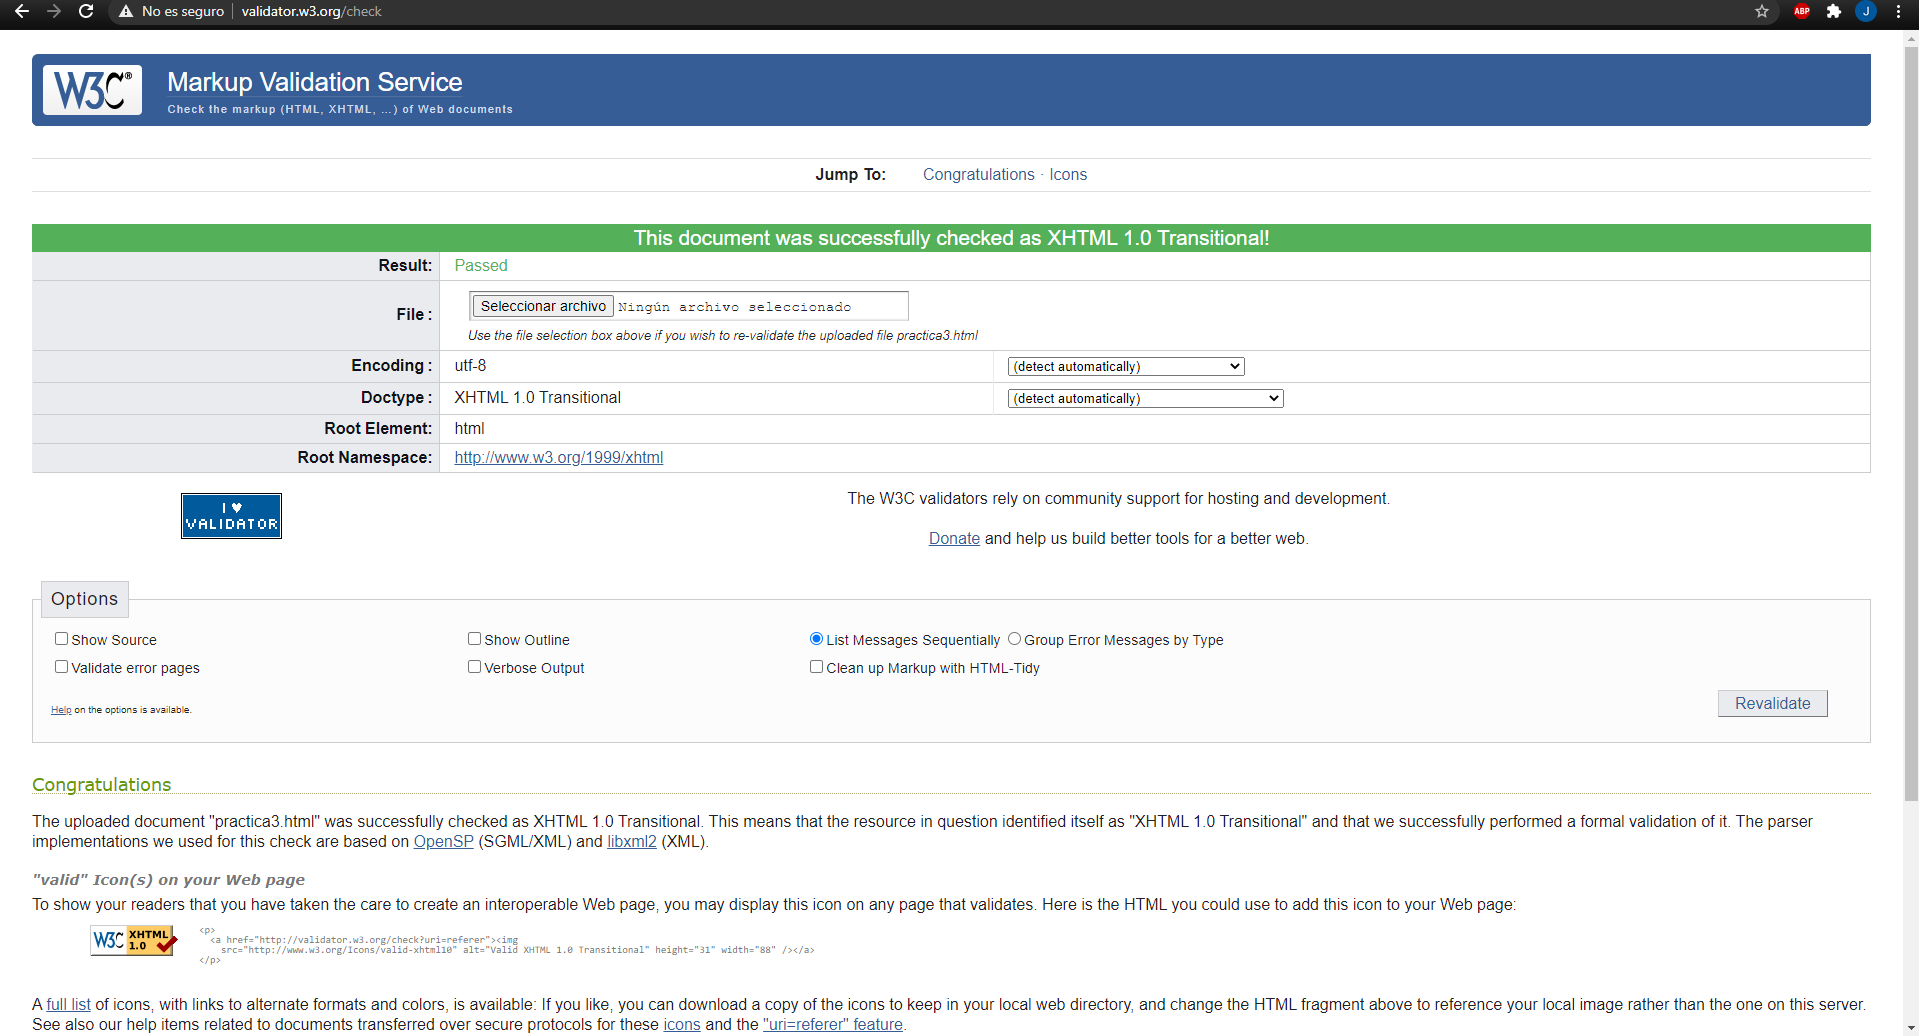 No es seguro validator.w3.org/check
ABP
J
W3C®
Markup Validation Service
Check the markup (HTML, XHTML, …) of Web documents
Jump To: Congratulations · Icons
This document was successfully checked as XHTML 1.0 Transitional!
Result: Passed
File : Seleccionar archivo Ningún archivo seleccionado
Use the file selection box above if you wish to re-validate the uploaded file practica3.html
Encoding : utf-8 (detect automatically)
Doctype : XHTML 1.0 Transitional (detect automatically)
Root Element: html
Root Namespace: http://www.w3.org/1999/xhtml
I ♥
VALIDATOR
The W3C validators rely on community support for hosting and development.
Donate and help us build better tools for a better web.
Options
Show Source Show Outline List Messages Sequentially Group Error Messages by Type
Validate error pages Verbose Output Clean up Markup with HTML-Tidy
Help on the options is available.
Revalidate
Congratulations
The uploaded document "practica3.html" was successfully checked as XHTML 1.0 Transitional. This means that the resource in question identified itself as "XHTML 1.0 Transitional" and that we successfully performed a formal validation of it. The parser
implementations we used for this check are based on OpenSP (SGML/XML) and libxml2 (XML).
"valid" Icon(s) on your Web page
To show your readers that you have taken the care to create an interoperable Web page, you may display this icon on any page that validates. Here is the HTML you could use to add this icon to your Web page:
W3C XHTML 1.0
<p>
<a href="http://validator.w3.org/check?uri=referer"><img
src="http://www.w3.org/Icons/valid-xhtml10" alt="Valid XHTML 1.0 Transitional" height="31" width="88" /></a>
</p>
A full list of icons, with links to alternate formats and colors, is available: If you like, you can download a copy of the icons to keep in your local web directory, and change the HTML fragment above to reference your local image rather than the one on this server.
See also our help items related to documents transferred over secure protocols for these icons and the "uri=referer" feature.